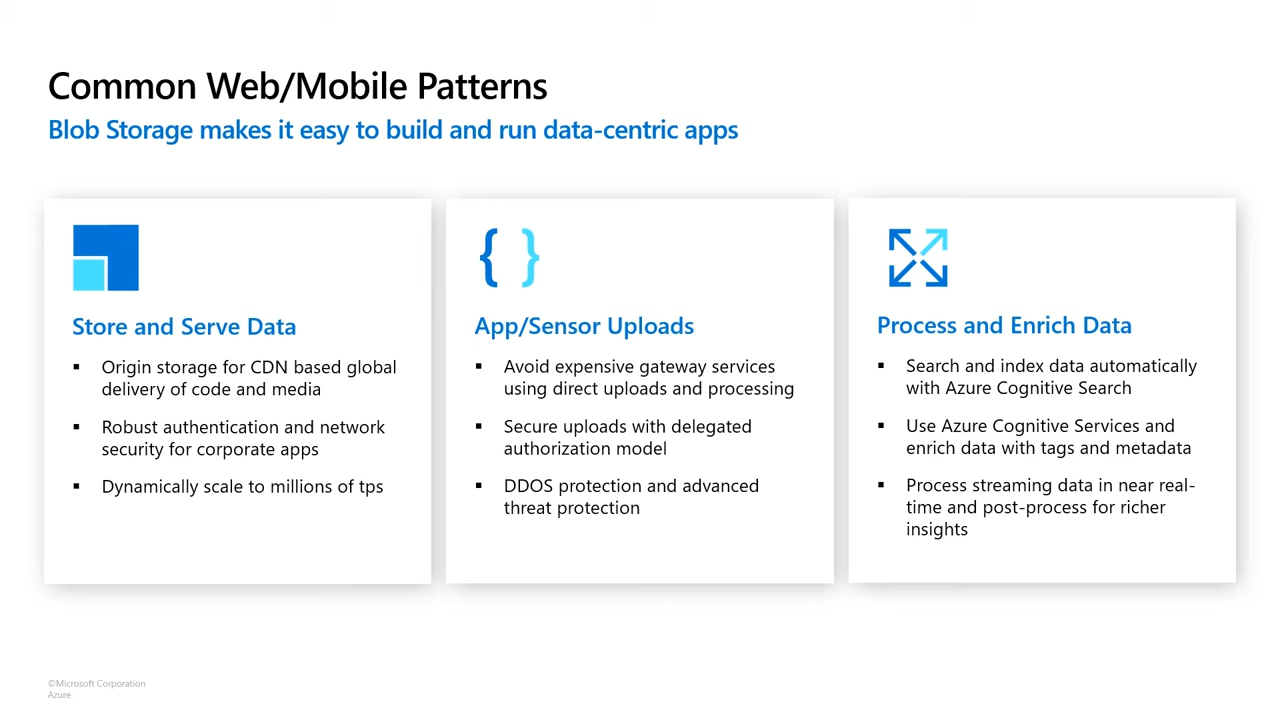 Common Web/Mobile Patterns
Blob Storage makes it easy to build and run data-centric apps
{ }
Store and Serve Data
▪ Origin storage for CDN based global
delivery of code and media
▪ Robust authentication and network
security for corporate apps
▪ Dynamically scale to millions of tps
App/Sensor Uploads
▪ Avoid expensive gateway services
using direct uploads and processing
▪ Secure uploads with delegated
authorization model
▪ DDOS protection and advanced
threat protection
Process and Enrich Data
▪ Search and index data automatically
with Azure Cognitive Search
▪ Use Azure Cognitive Services and
enrich data with tags and metadata
▪ Process streaming data in near real-
time and post-process for richer
insights
©Microsoft Corporation
Azure